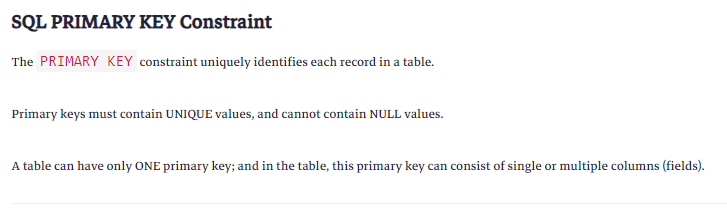 SQL PRIMARY KEY Constraint
The PRIMARY KEY constraint uniquely identifies each record in a table.
Primary keys must contain UNIQUE values, and cannot contain NULL values.
A table can have only ONE primary key; and in the table, this primary key can consist of single or multiple columns (fields).